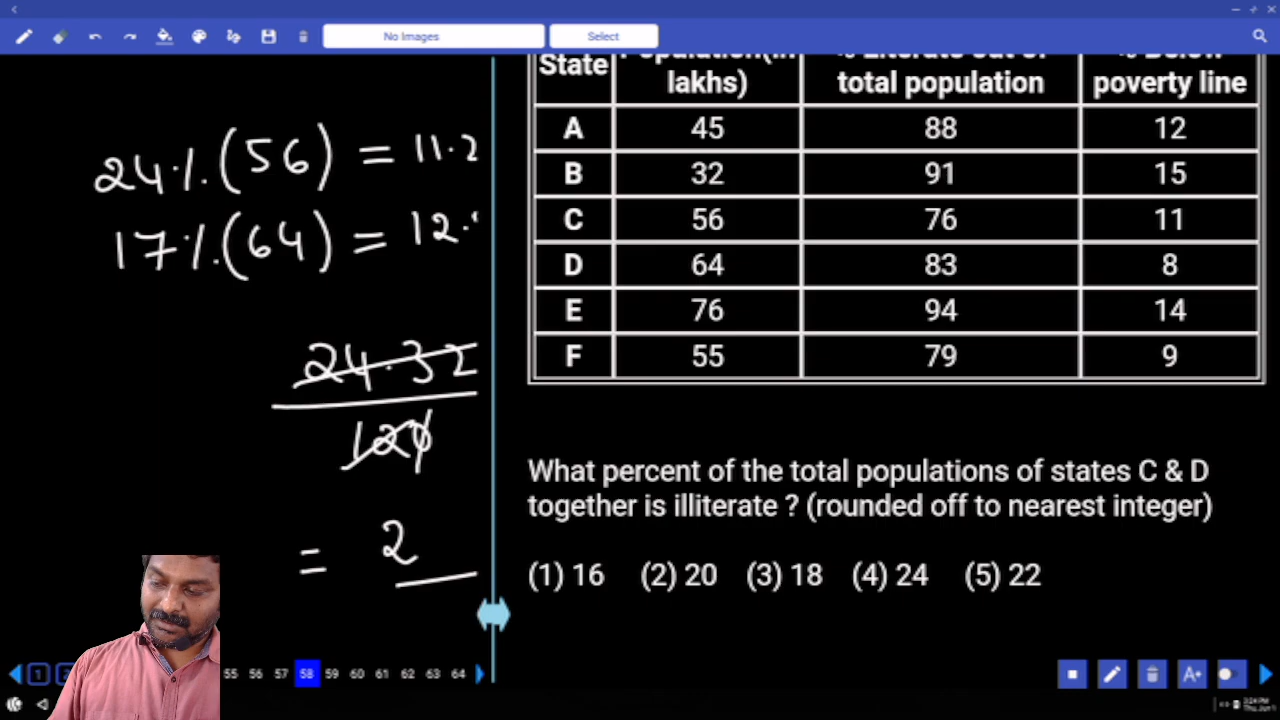 No Images Select
24%.(56) = 11.2
17%.(64) = 12.
24.32
120
= 2
State lakhs) total population poverty line
A 45 88 12
B 32 91 15
C 56 76 11
D 64 83 8
E 76 94 14
F 55 79 9
What percent of the total populations of states C & D
together is illiterate ? (rounded off to nearest integer)
(1) 16 (2) 20 (3) 18 (4) 24 (5) 22
1 55 56 57 58 59 60 61 62 63 64
A+